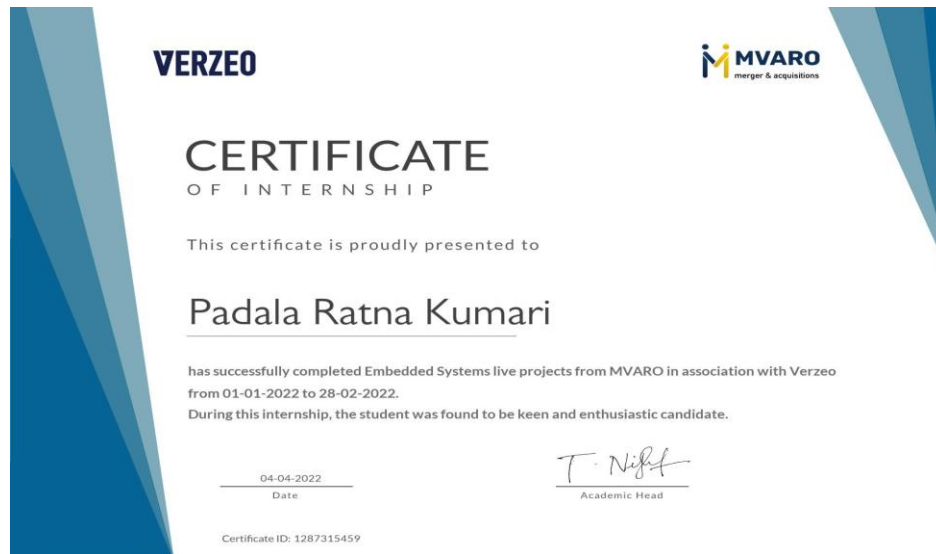 VERZEO
MVARO
merger & acquisitions
CERTIFICATE
OF INTERNSHIP
This certificate is proudly presented to
Padala Ratna Kumari
has successfully completed Embedded Systems live projects from MVARO in association with Verzeo
from 01-01-2022 to 28-02-2022.
During this internship, the student was found to be keen and enthusiastic candidate.
04-04-2022
Date
Academic Head
Certificate ID: 1287315459